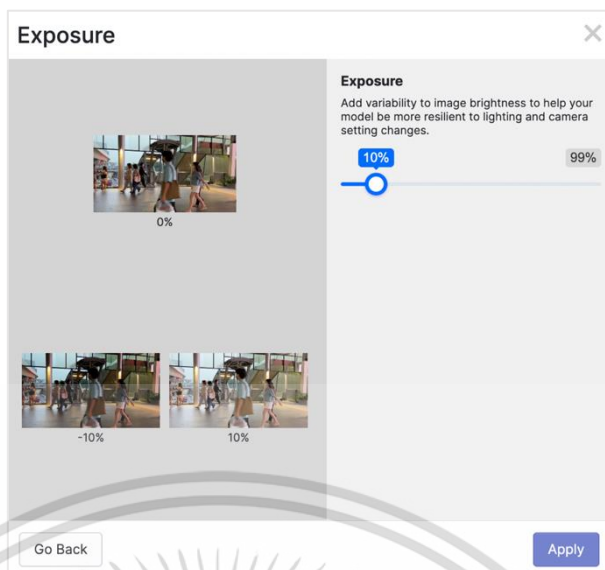 Exposure
Exposure
Add variability to image brightness to help your
model be more resilient to lighting and camera
setting changes.
10%
99%
0%
-10%
10%
Go Back
Apply